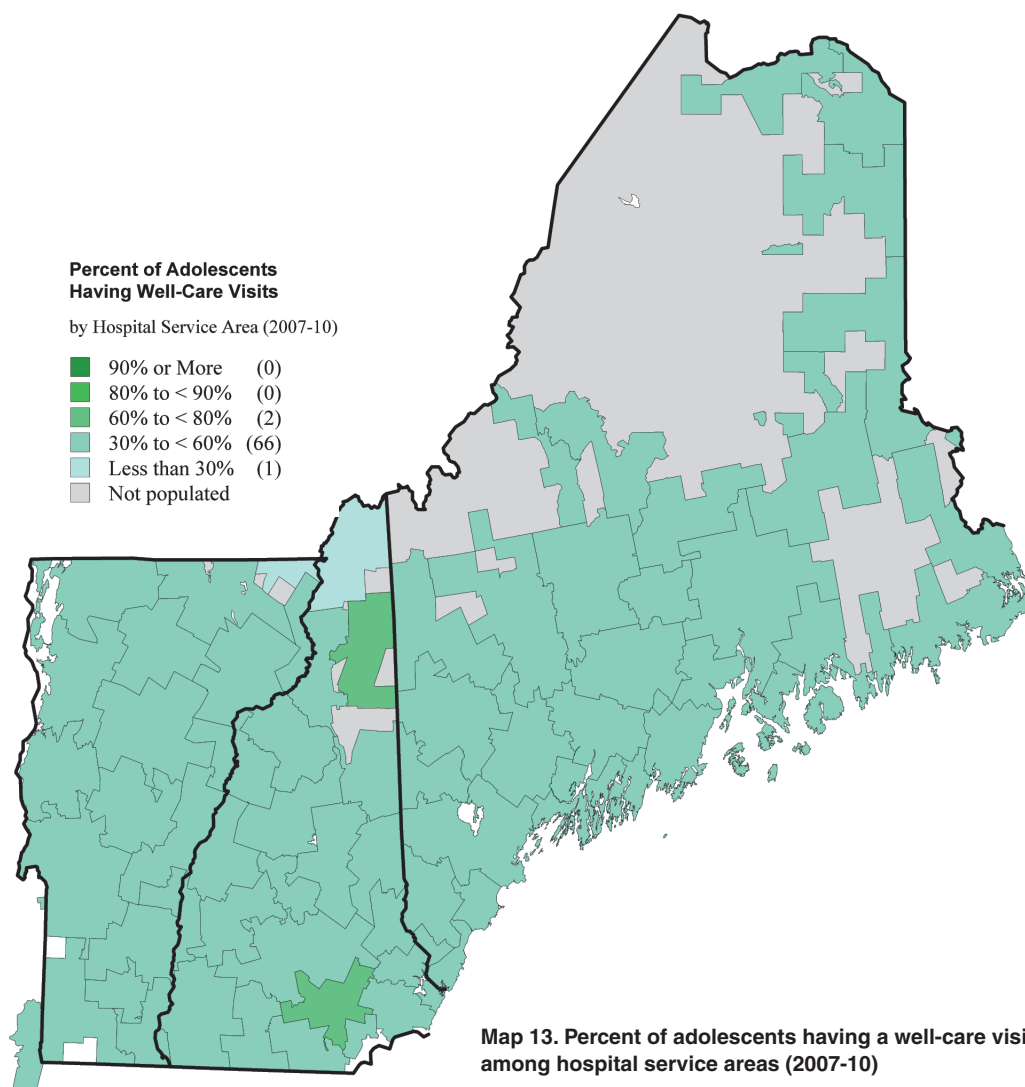 Percent of Adolescents
Having Well-Care Visits
by Hospital Service Area (2007-10)
90% or More (0)
80% to < 90% (0)
60% to < 80% (2)
30% to < 60% (66)
Less than 30% (1)
Not populated
Map 13. Percent of adolescents having a well-care visi
among hospital service areas (2007-10)